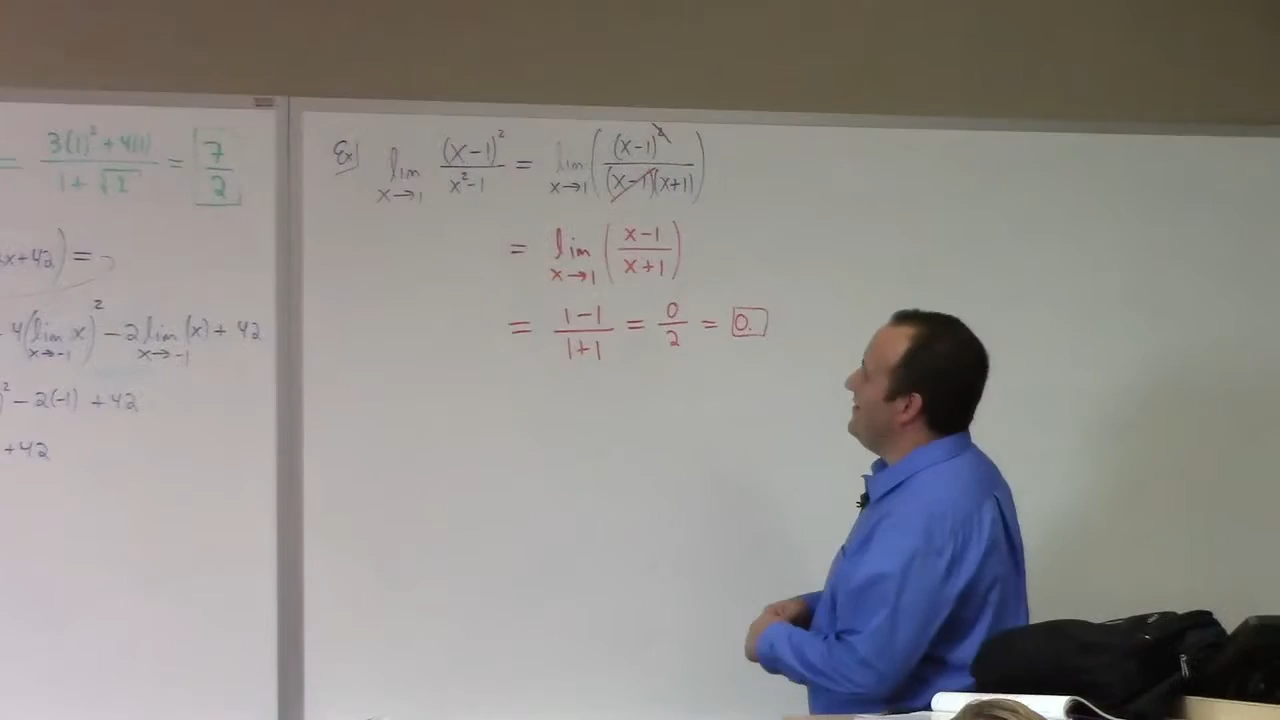 = 3(1)² + 4(1) / 1 + √1 = 7/2
x+42) = 
4(lim x→-1 x)² - 2 lim x→-1 (x) + 42
² - 2(-1) + 42
+42
Ex) lim x→1 (x-1)² / x²-1 = lim x→1 ( (x-1)² / (x-1)(x+1) )
= lim x→1 ( x-1 / x+1 )
= 1-1 / 1+1 = 0/2 = 0.